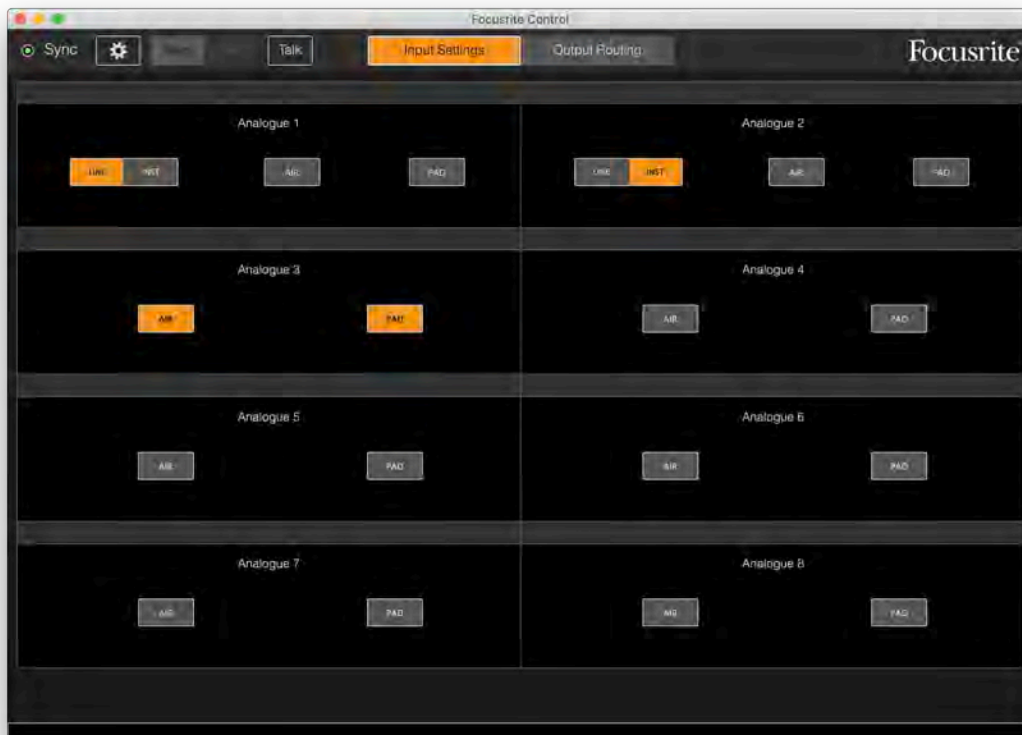 Focusrite Control
Sync Talk Input Settings Output Routing Focusrite
Analogue 1 Analogue 2
LINE INST AIR PAD LINE INST AIR PAD
Analogue 3 Analogue 4
AIR PAD AIR PAD
Analogue 5 Analogue 6
AIR PAD AIR PAD
Analogue 7 Analogue 8
AIR PAD AIR PAD